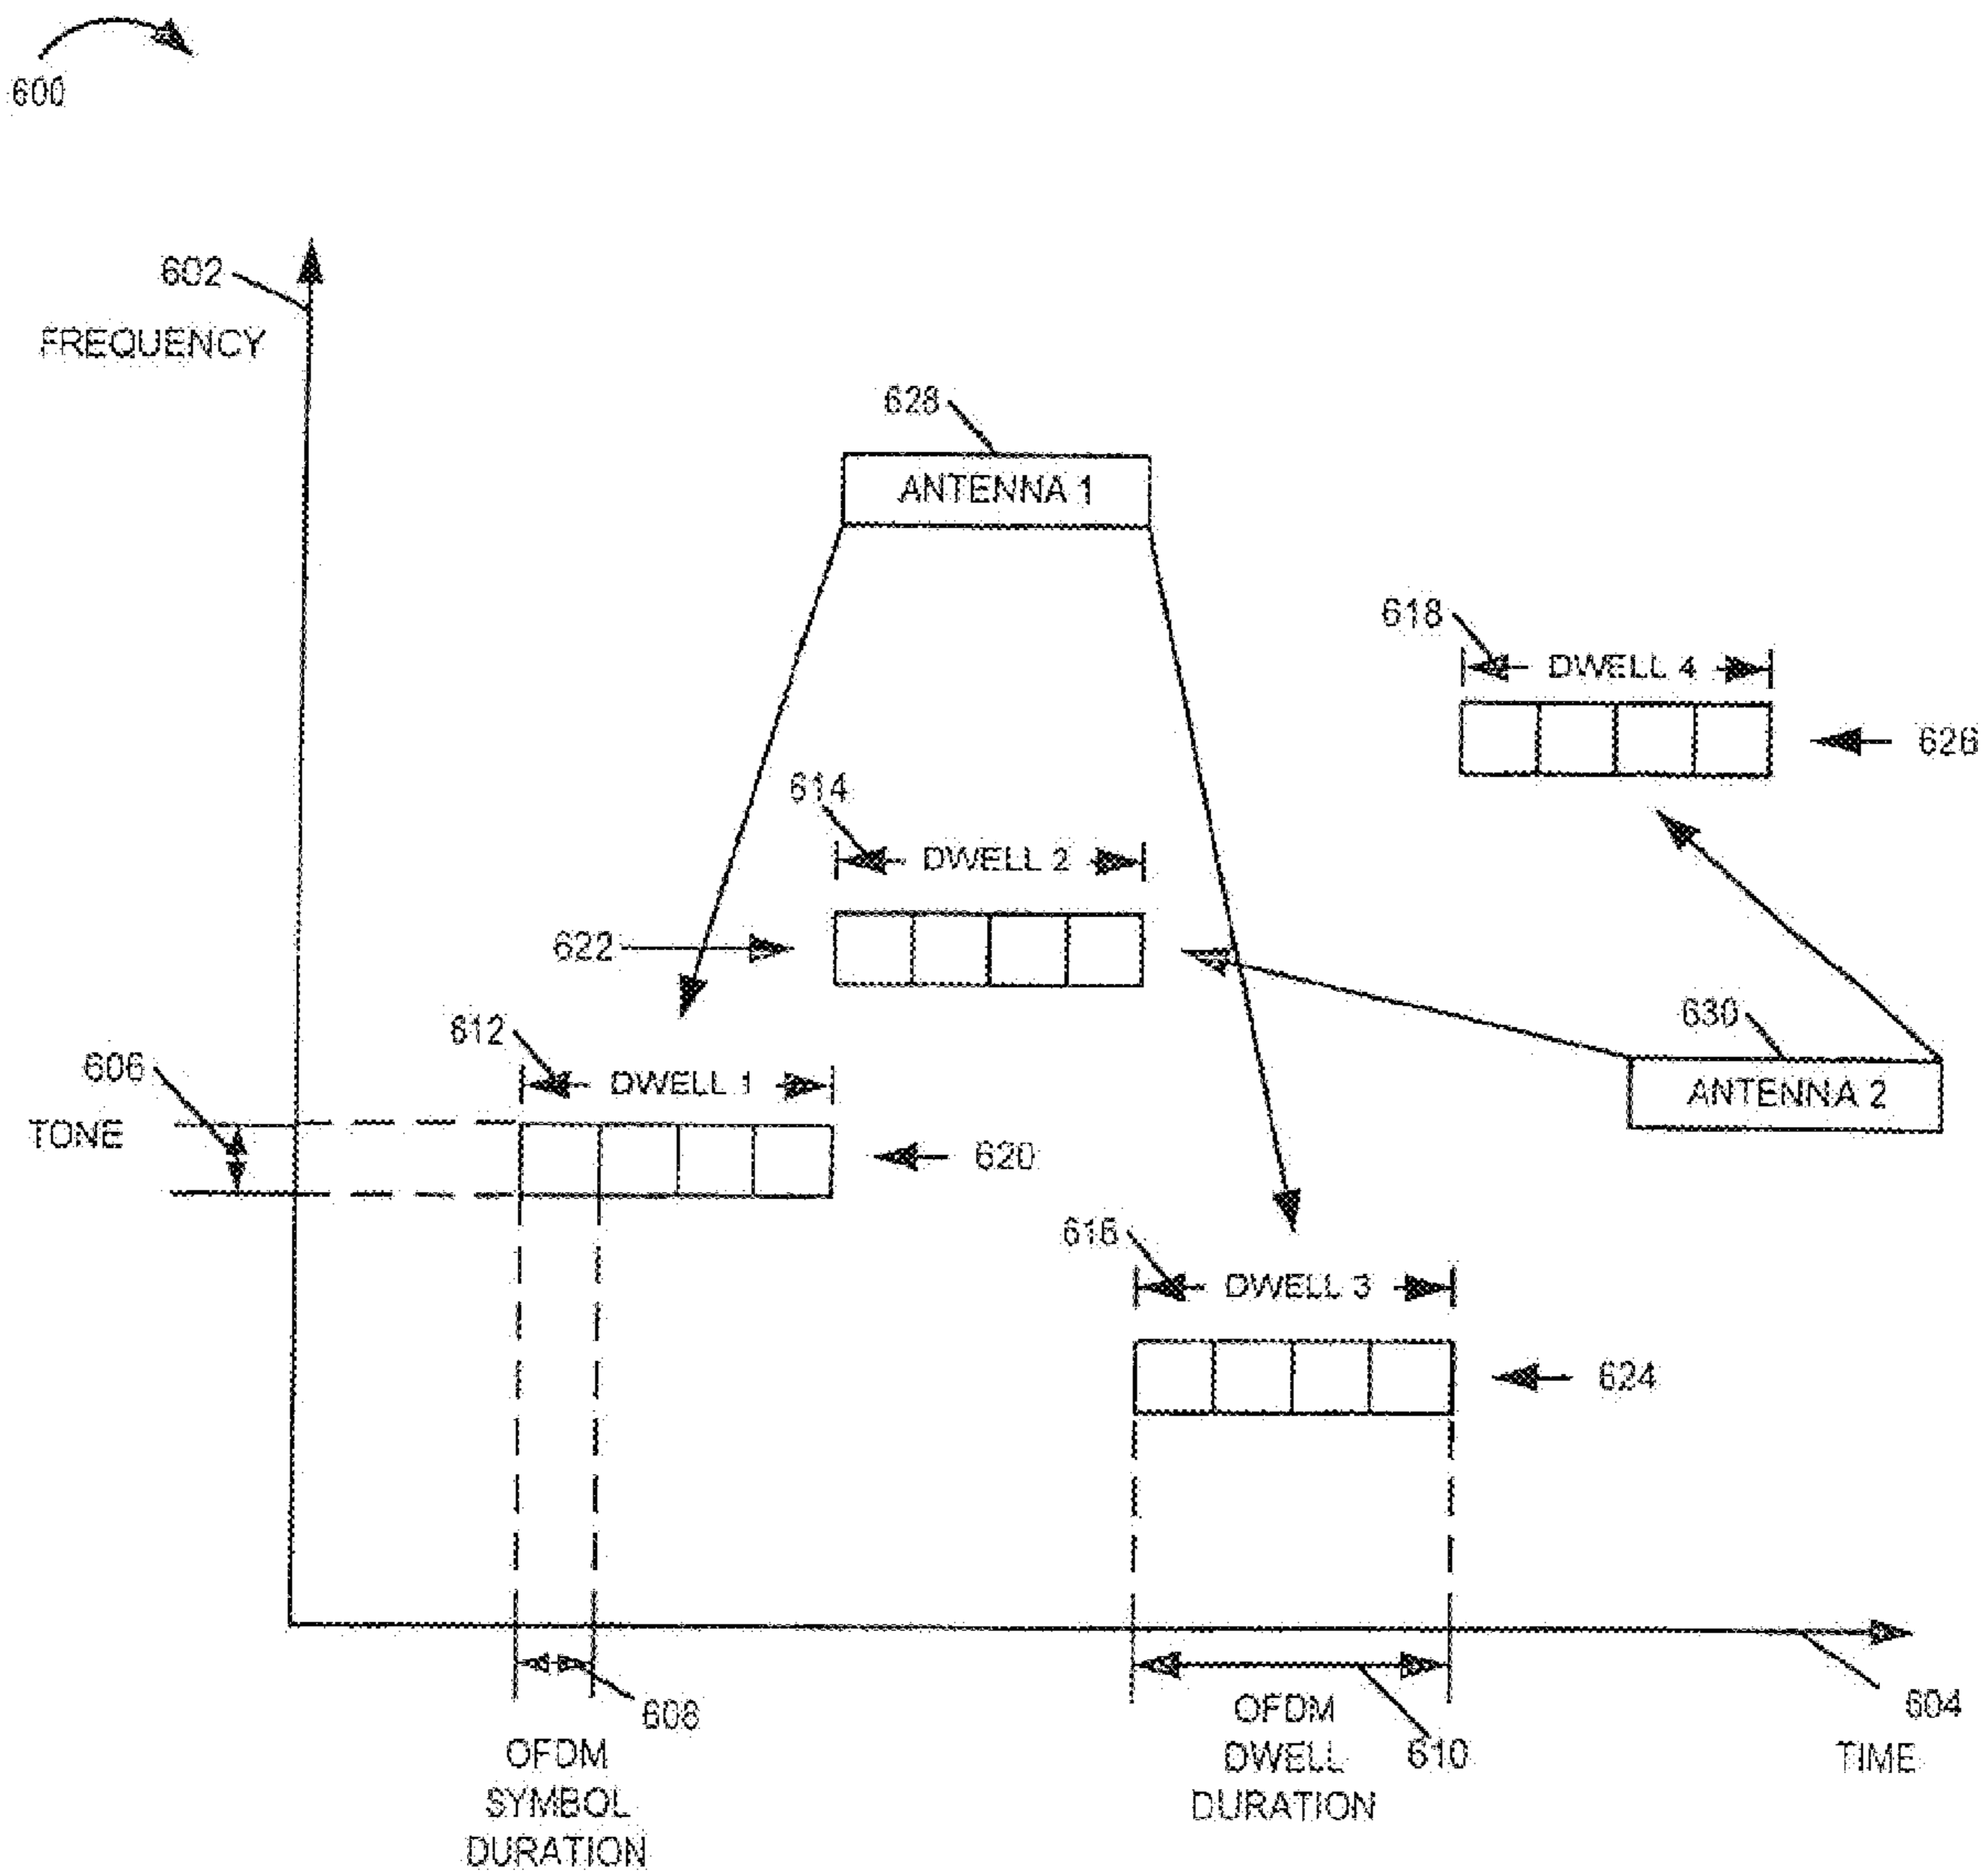 600
602
FREQUENCY
628
ANTENNA 1
618
DWELL 4
626
614
DWELL 2
622
630
ANTENNA 2
612
DWELL 1
606
TONE
620
616
DWELL 3
624
608
OFDM
SYMBOL
DURATION
OFDM
DWELL
DURATION
610
604
TIME